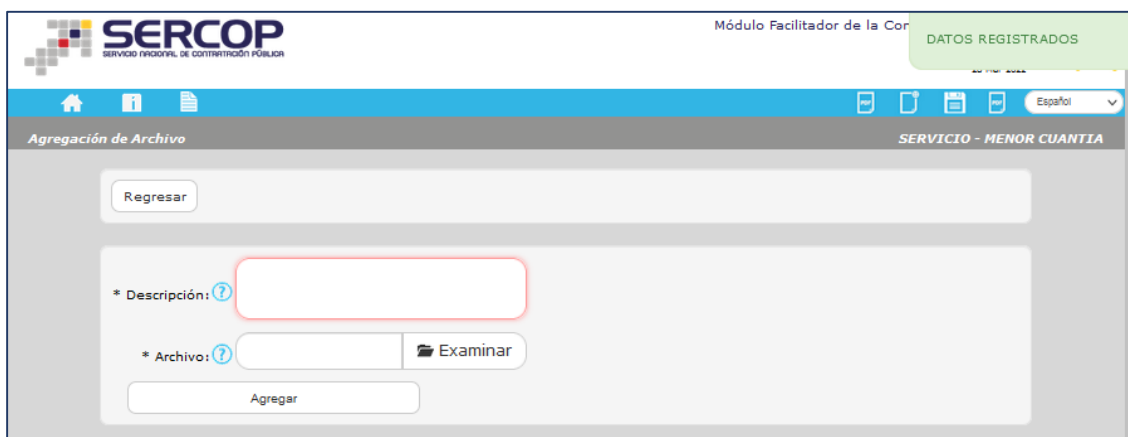 SERCOP
SERVICIO NACIONAL DE CONTRATACIÓN PÚBLICA
Módulo Facilitador de la Con
DATOS REGISTRADOS
Español
Agregación de Archivo
SERVICIO - MENOR CUANTIA
Regresar
* Descripción:
* Archivo:
Examinar
Agregar